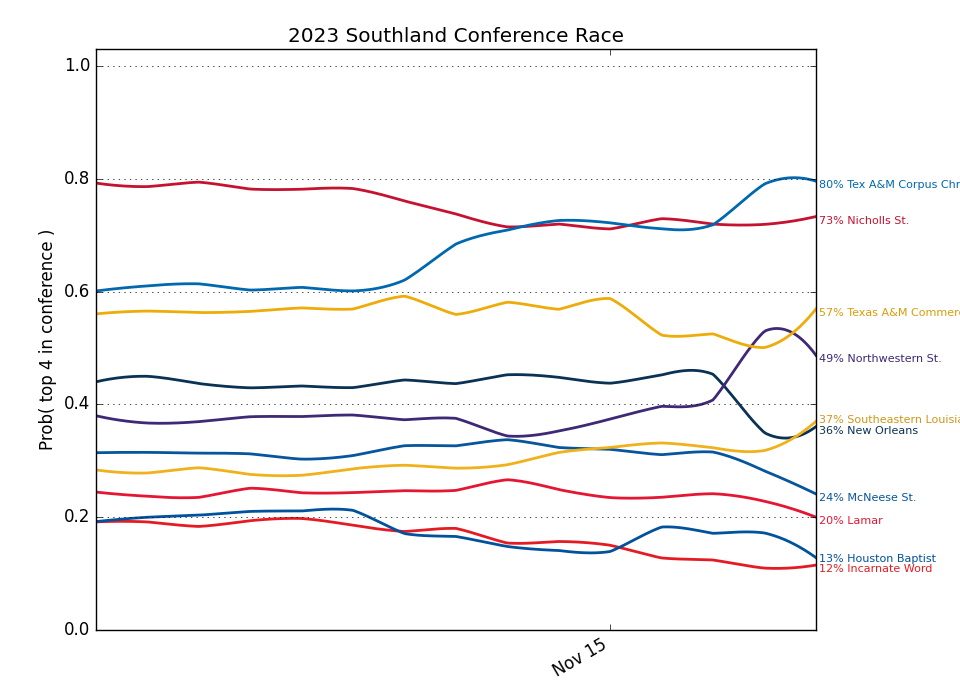 2023 Southland Conference Race
Prob( top 4 in conference )
1.0
0.8
0.6
0.4
0.2
0.0
Nov 15
80% Tex A&M Corpus Chr
73% Nicholls St.
57% Texas A&M Commerc
49% Northwestern St.
37% Southeastern Louisia
36% New Orleans
24% McNeese St.
20% Lamar
13% Houston Baptist
12% Incarnate Word